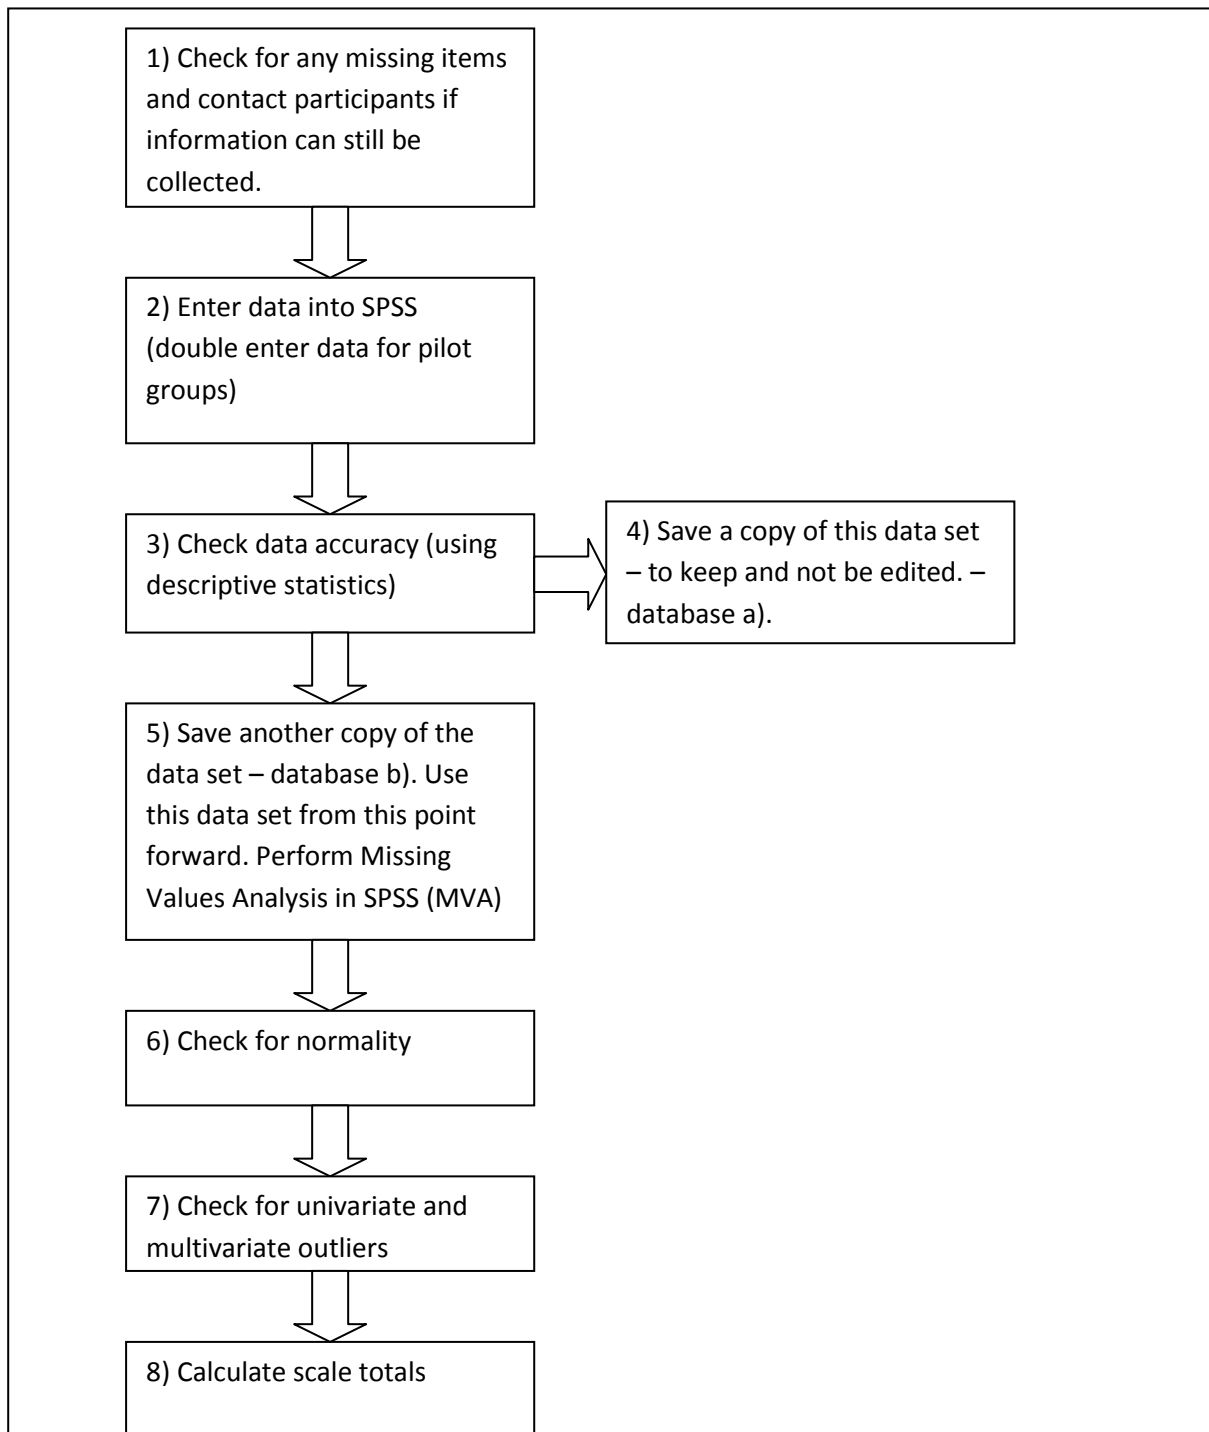 1) Check for any missing items
and contact participants if
information can still be
collected.
2) Enter data into SPSS
(double enter data for pilot
groups)
3) Check data accuracy (using
descriptive statistics)
4) Save a copy of this data set
– to keep and not be edited. –
database a).
5) Save another copy of the
data set – database b). Use
this data set from this point
forward. Perform Missing
Values Analysis in SPSS (MVA)
6) Check for normality
7) Check for univariate and
multivariate outliers
8) Calculate scale totals